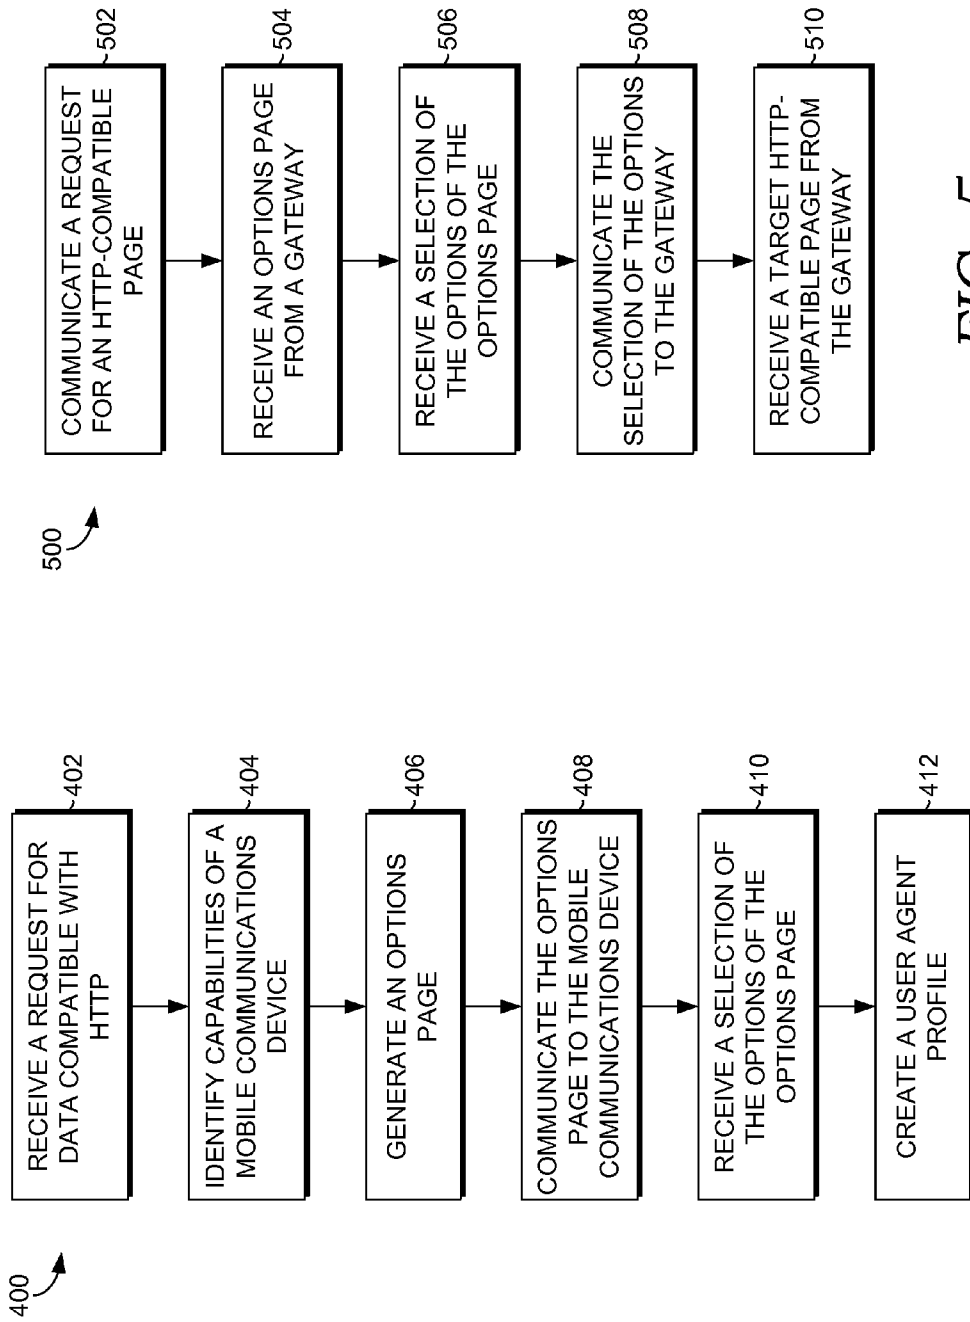 400
RECEIVE A REQUEST FOR
DATA COMPATIBLE WITH
HTTP
402
IDENTIFY CAPABILITIES OF A
MOBILE COMMUNICATIONS
DEVICE
404
GENERATE AN OPTIONS
PAGE
406
COMMUNICATE THE OPTIONS
PAGE TO THE MOBILE
COMMUNICATIONS DEVICE
408
RECEIVE A SELECTION OF
THE OPTIONS OF THE
OPTIONS PAGE
410
CREATE A USER AGENT
PROFILE
412
500
COMMUNICATE A REQUEST
FOR AN HTTP-COMPATIBLE
PAGE
502
RECEIVE AN OPTIONS PAGE
FROM A GATEWAY
504
RECEIVE A SELECTION OF
THE OPTIONS OF THE
OPTIONS PAGE
506
COMMUNICATE THE
SELECTION OF THE OPTIONS
TO THE GATEWAY
508
RECEIVE A TARGET HTTP-
COMPATIBLE PAGE FROM
THE GATEWAY
510
FIG.